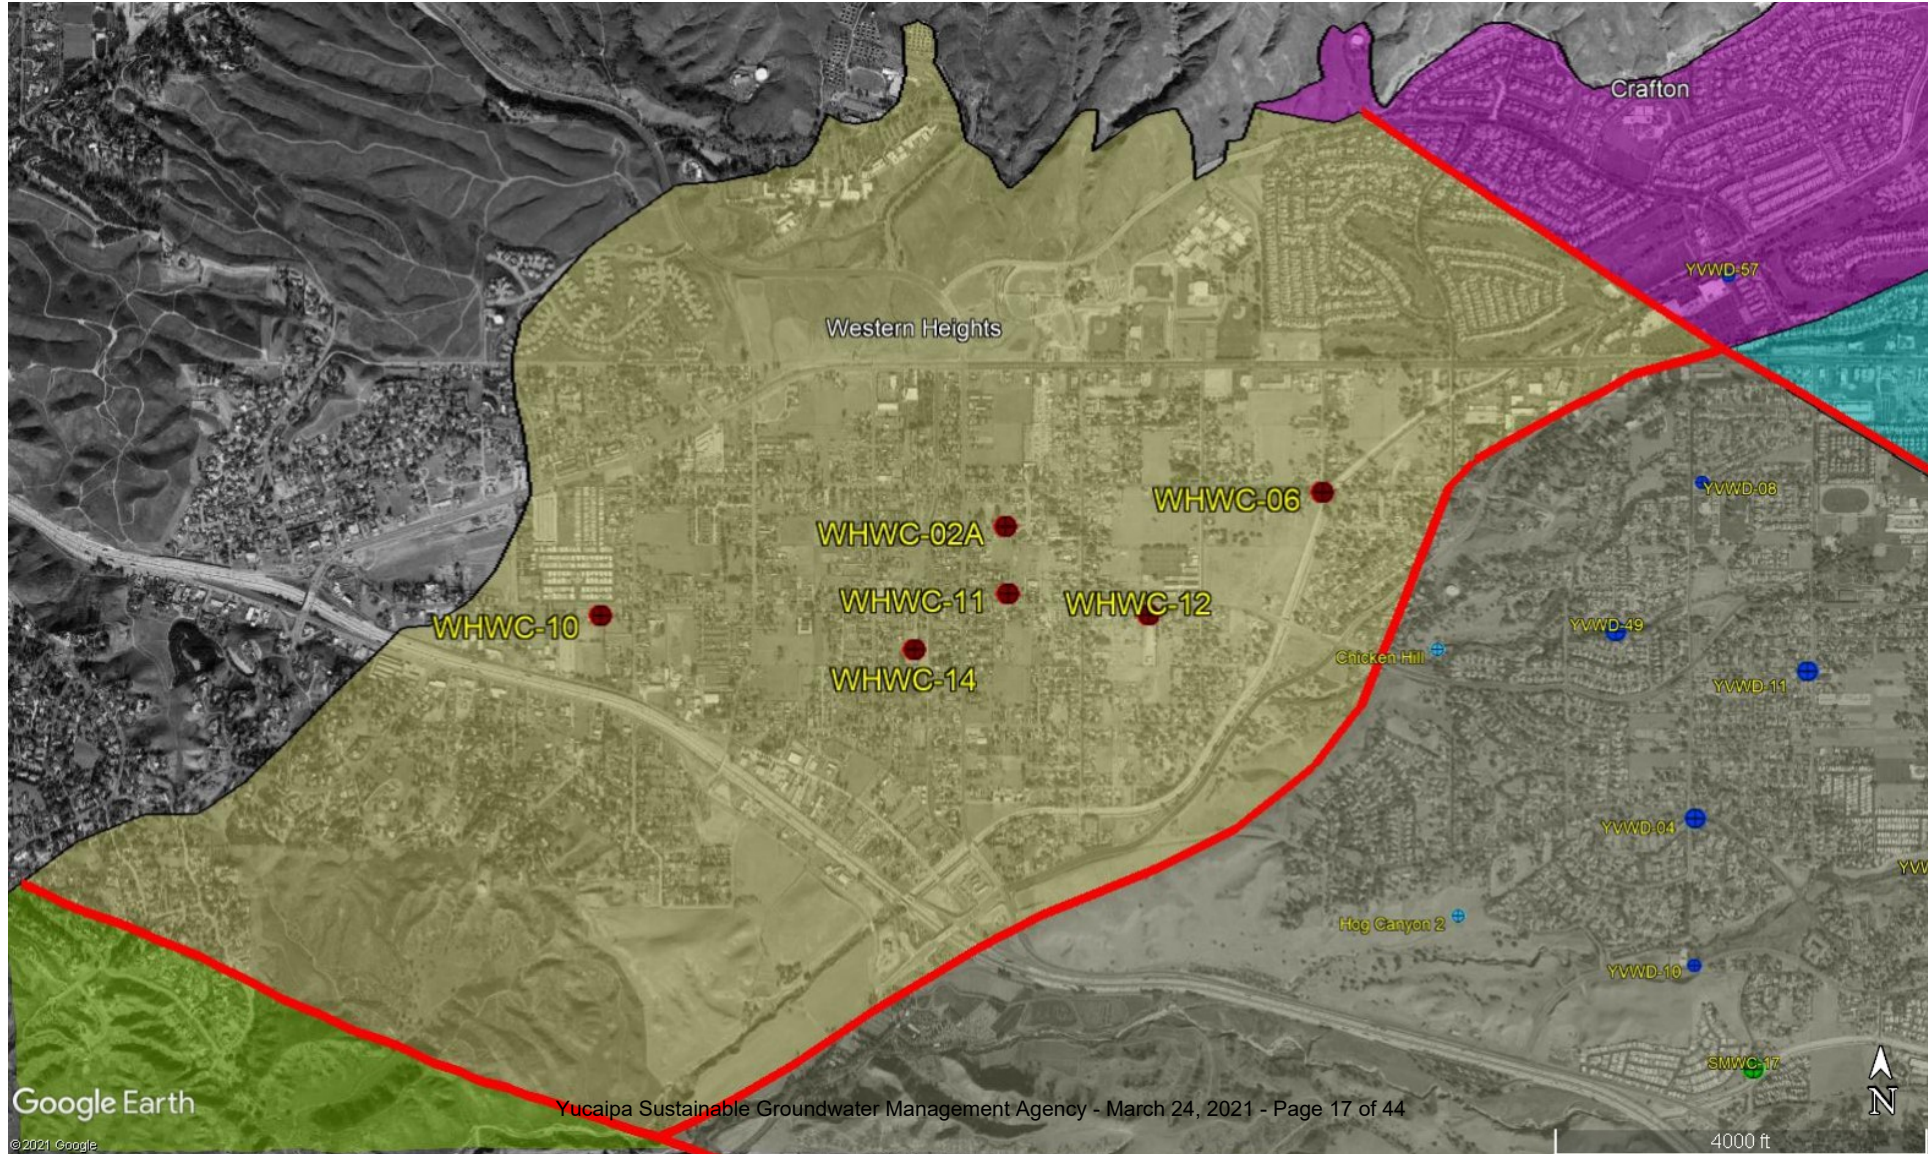 Crafton
YVWD-57
Western Heights
YVWD-08
WHWC-06
WHWC-02A
WHWC-11
WHWC-12
WHWC-10
YVWD-49
Chicken Hill
WHWC-14
YVWD-11
YVWD-04
Hog Canyon 2
YVWD-10
SMWC-17
N
Google Earth
Yucaipa Sustainable Groundwater Management Agency - March 24, 2021 - Page 17 of 44
©2021 Google
4000 ft